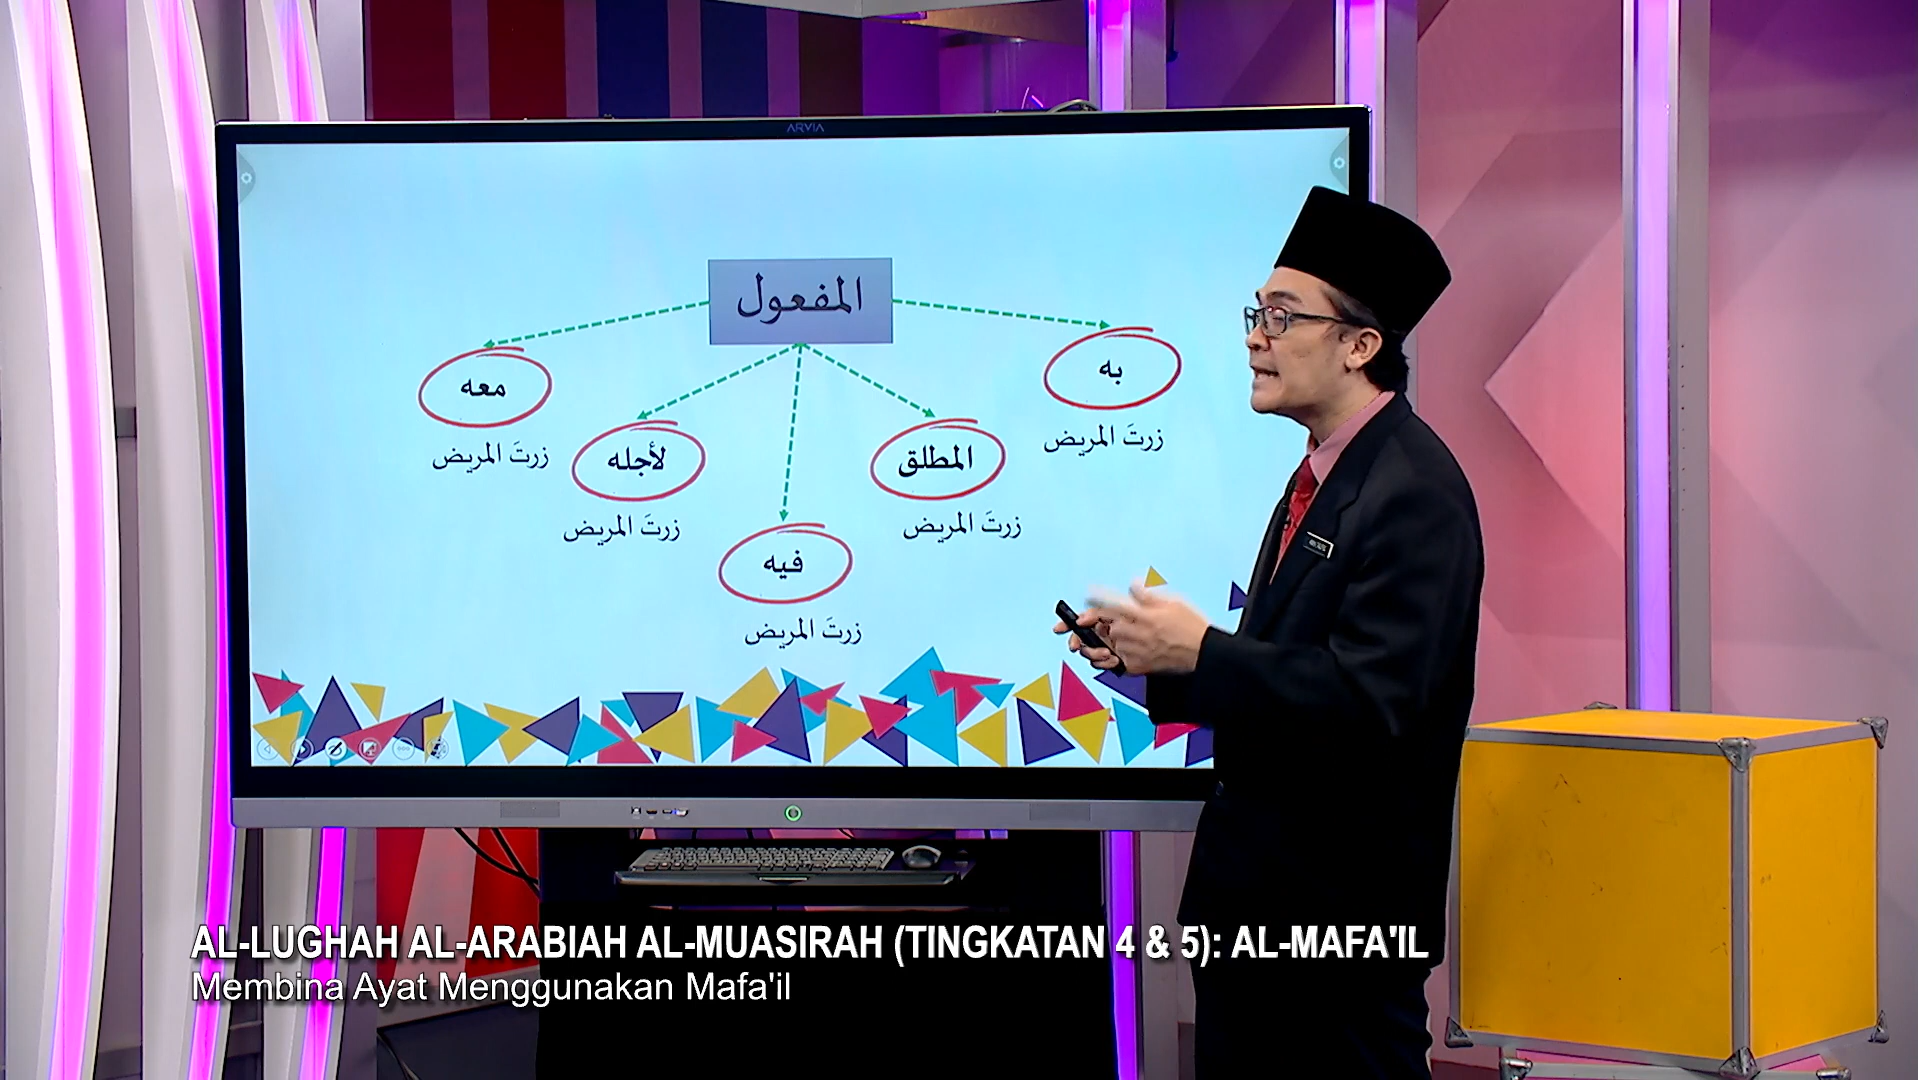 ARVIA
المفعول
به
زرتَ المريض
المطلق
زرتَ المريض
فيه
زرتَ المريض
لأجله
زرتَ المريض
معه
زرتَ المريض
AL-LUGHAH AL-ARABIAH AL-MUASIRAH (TINGKATAN 4 & 5): AL-MAFA'IL
Membina Ayat Menggunakan Mafa'il